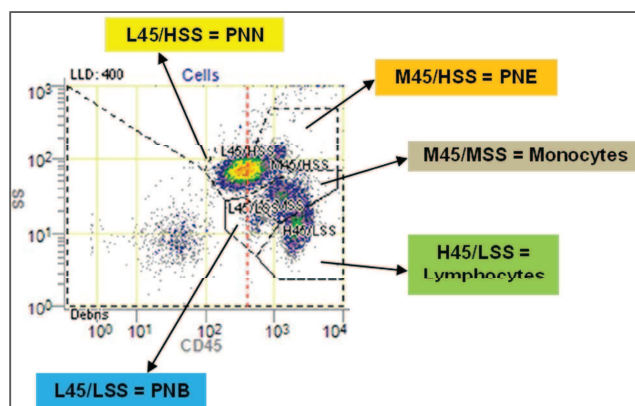 L45/HSS = PNN
LLD: 400
Cells
M45/HSS = PNE
10³
L45/HSS
M45/HSS
10²
M45/MSS = Monocytes
SS
L45/LSS
H45/LSS
10¹
H45/LSS =
Lymphocytes
10⁰
Debris
10⁰ 10¹ 10² 10³ 10⁴
CD45
L45/LSS = PNB